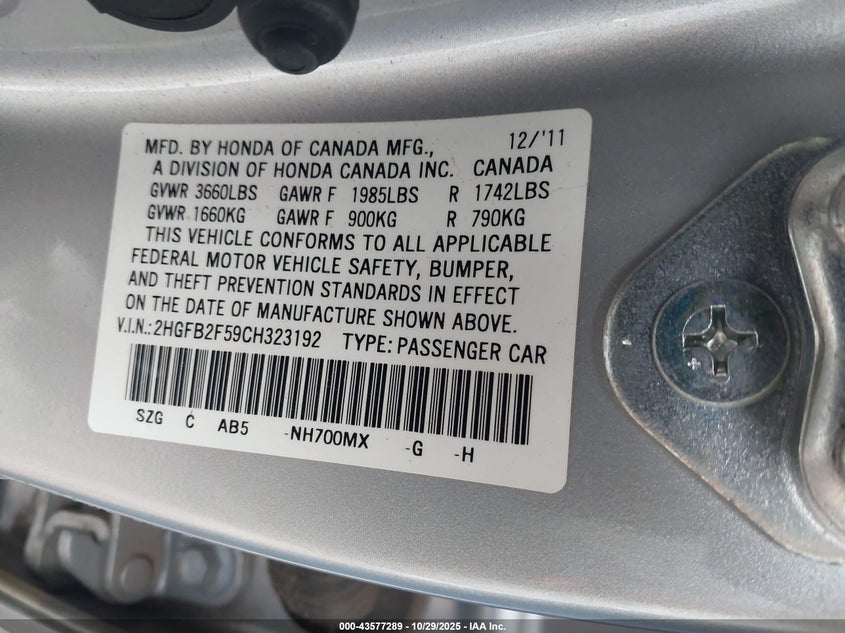 MFD. BY HONDA OF CANADA MFG., 12/'11
A DIVISION OF HONDA CANADA INC. CANADA
GVWR 3660LBS GAWR F 1985LBS R 1742LBS
GVWR 1660KG GAWR F 900KG R 790KG
THIS VEHICLE CONFORMS TO ALL APPLICABLE
FEDERAL MOTOR VEHICLE SAFETY, BUMPER,
AND THEFT PREVENTION STANDARDS IN EFFECT
ON THE DATE OF MANUFACTURE SHOWN ABOVE.
V.I.N.:2HGFB2F59CH323192 TYPE:PASSENGER CAR
SZG C AB5 -NH700MX -G -H
000-43577289 - 10/29/2025 - IAA Inc.